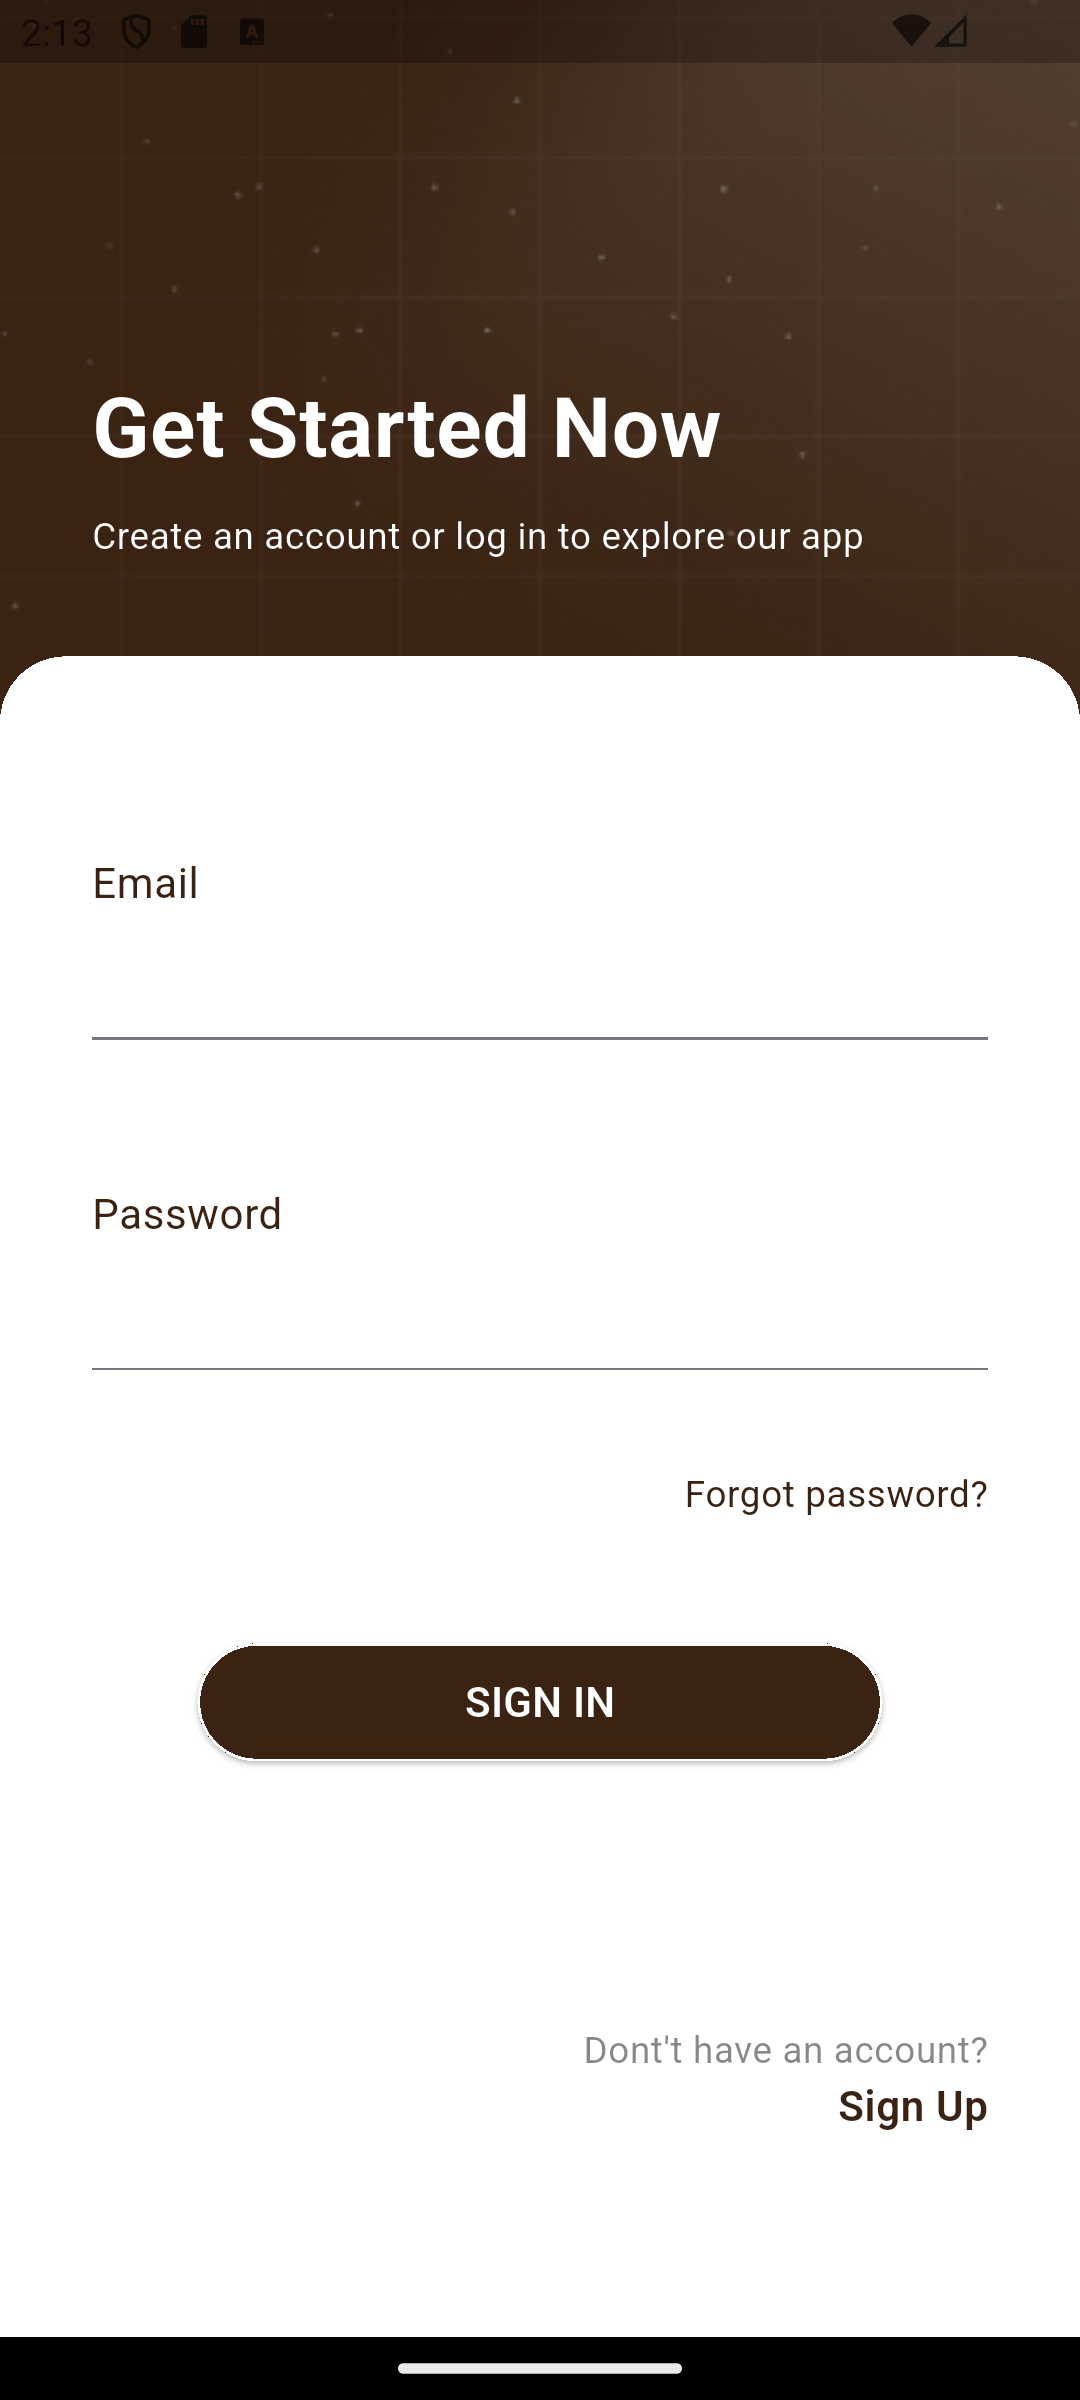 2:13
Get Started Now
Create an account or log in to explore our app
Email
Password
Forgot password?
SIGN IN
Dont't have an account?
Sign Up